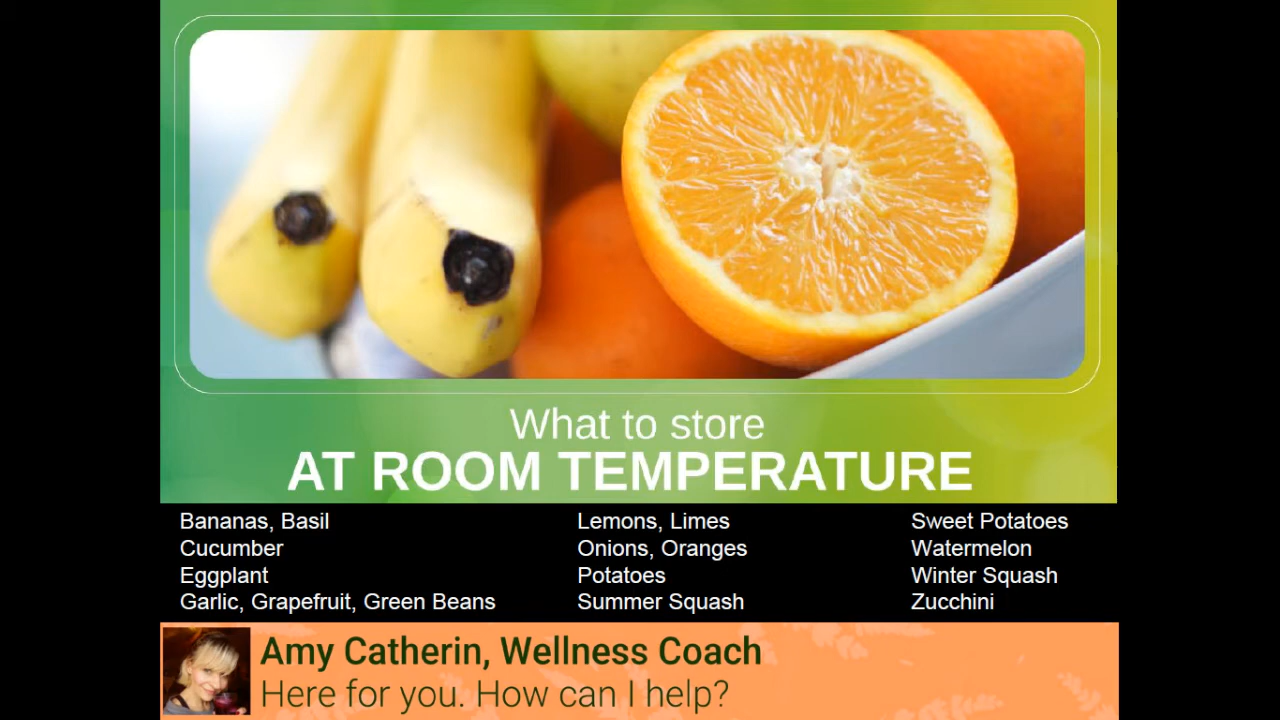 What to store
AT ROOM TEMPERATURE
Bananas, Basil
Cucumber
Eggplant
Garlic, Grapefruit, Green Beans
Lemons, Limes
Onions, Oranges
Potatoes
Summer Squash
Sweet Potatoes
Watermelon
Winter Squash
Zucchini
Amy Catherin, Wellness Coach
Here for you. How can I help?